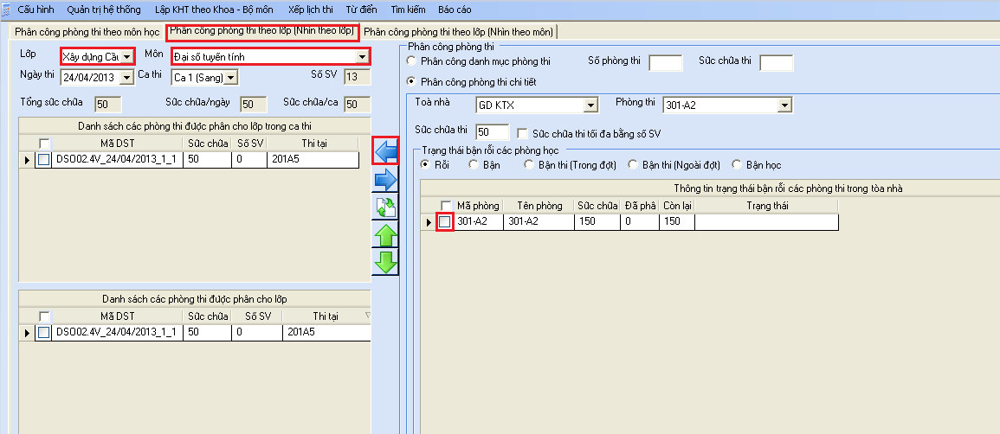 Cấu hình Quản trị hệ thống Lập KHT theo Khoa - Bộ môn Xếp lịch thi Từ điển Tìm kiếm Báo cáo
Phân công phòng thi theo môn học Phân công phòng thi theo lớp (Nhìn theo lớp) Phân công phòng thi theo lớp (Nhìn theo môn)
Lớp Xây dựng Cầu Môn Đại số tuyến tính
Ngày thi 24/04/2013 Ca thi Ca 1 (Sang) Số SV 13
Tổng sức chứa 50 Sức chứa/ngày 50 Sức chứa/ca 50
Danh sách các phòng thi được phân cho lớp trong ca thi
Mã DST Sức chứa Số SV Thi tại
DSO02.4V_24/04/2013_1_1 50 0 201A5
Danh sách các phòng thi được phân cho lớp
Mã DST Sức chứa Số SV Thi tại
DSO02.4V_24/04/2013_1_1 50 0 201A5
Phân công phòng thi
Phân công danh mục phòng thi Số phòng thi Sức chứa thi
Phân công phòng thi chi tiết
Toà nhà GD KTX Phòng thi 301-A2
Sức chứa thi 50 Sức chứa thi tối đa bằng số SV
Trạng thái bận rỗi các phòng học
Rỗi Bận Bận thi (Trong đợt) Bận thi (Ngoài đợt) Bận học
Thông tin trạng thái bận rỗi các phòng thi trong tòa nhà
Mã phòng Tên phòng Sức chứa Đã phâ Còn lại Trạng thái
301-A2 301-A2 150 0 150